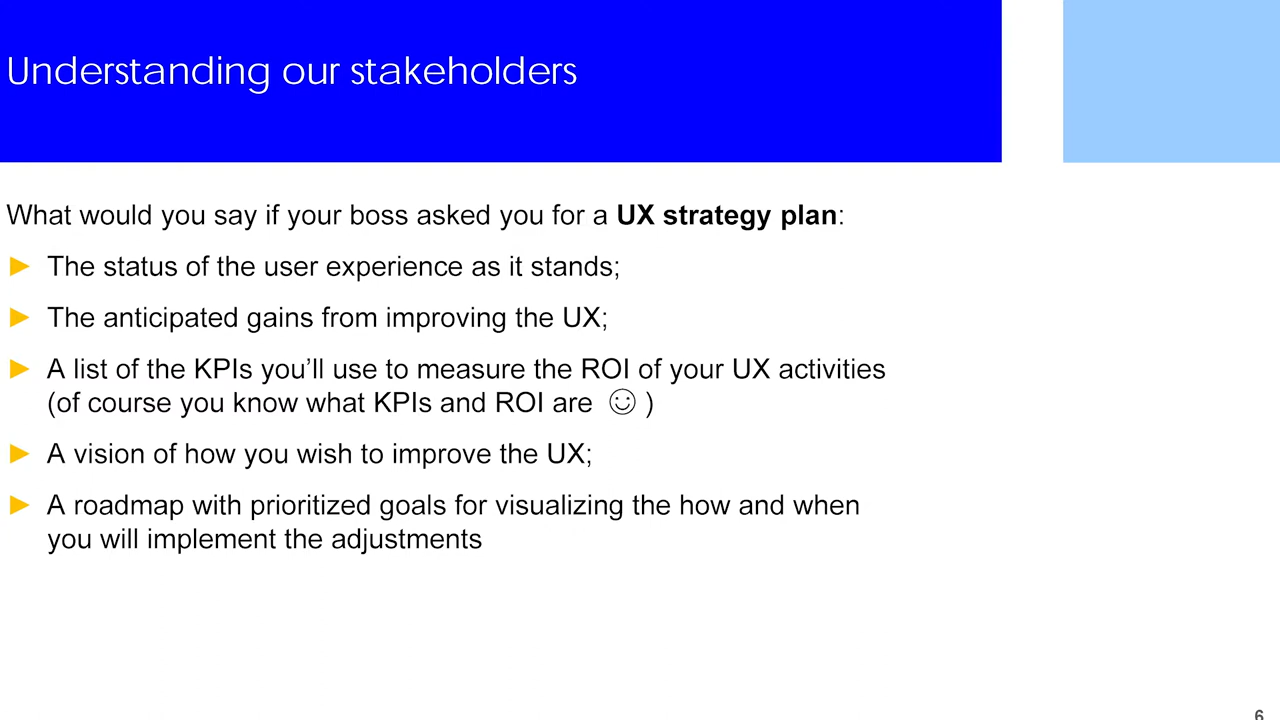 Understanding our stakeholders
What would you say if your boss asked you for a UX strategy plan:
► The status of the user experience as it stands;
► The anticipated gains from improving the UX;
► A list of the KPIs you’ll use to measure the ROI of your UX activities
(of course you know what KPIs and ROI are ☺ )
► A vision of how you wish to improve the UX;
► A roadmap with prioritized goals for visualizing the how and when
you will implement the adjustments
6